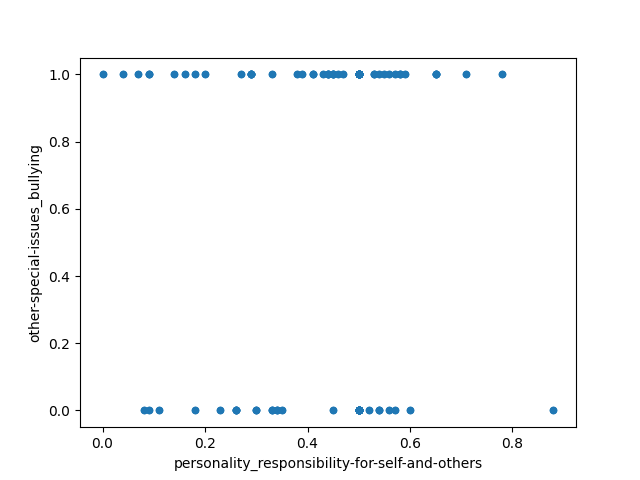 1.0
0.8
0.6
0.4
0.2
0.0
other-special-issues_bullying
0.0 0.2 0.4 0.6 0.8
personality_responsibility-for-self-and-others